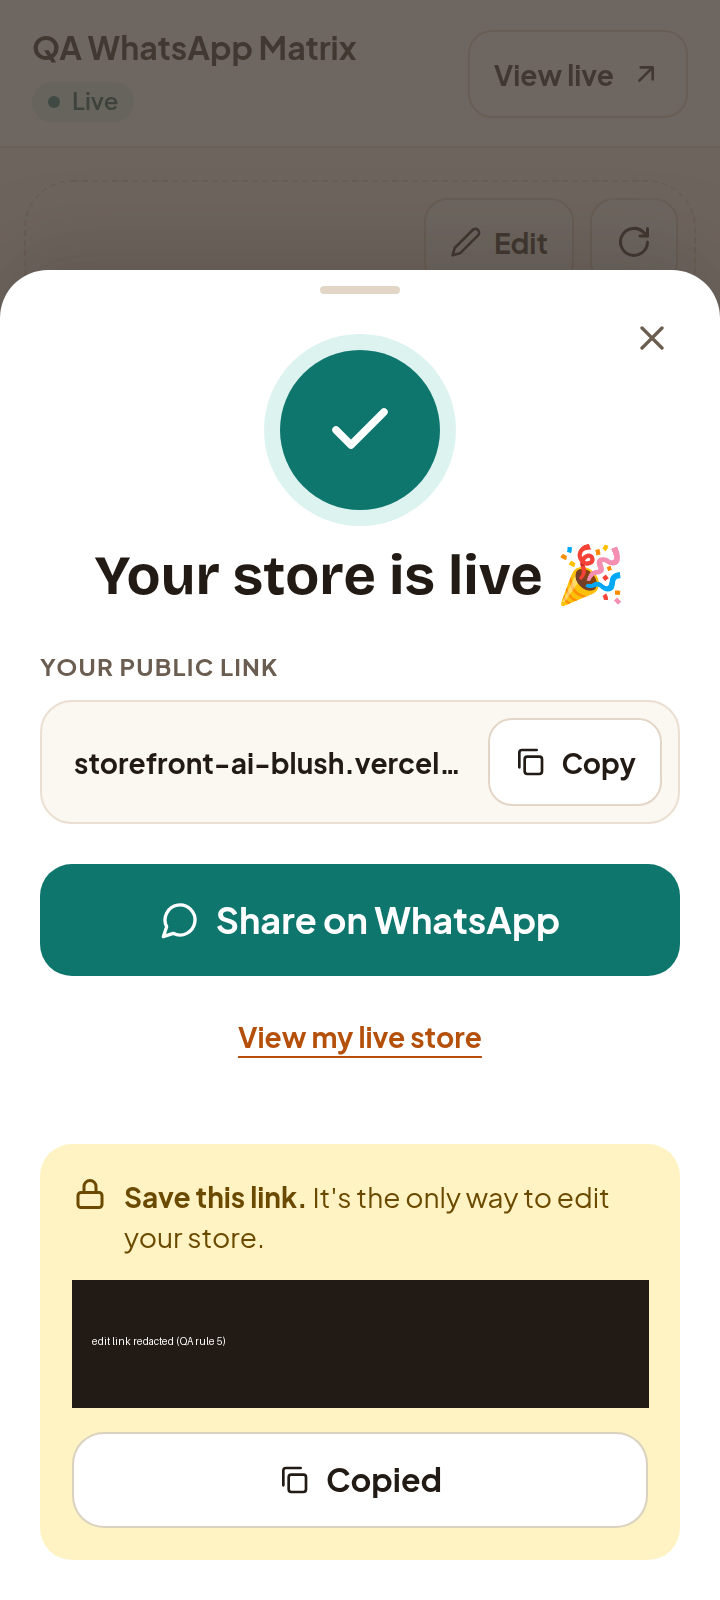 QA WhatsApp Matrix
View live
Live
Edit
Your store is live 🎉
YOUR PUBLIC LINK
storefront-ai-blush.vercel...
Copy
Share on WhatsApp
View my live store
Save this link. It's the only way to edit
your store.
edit link redacted (QA rule 5)
Copied